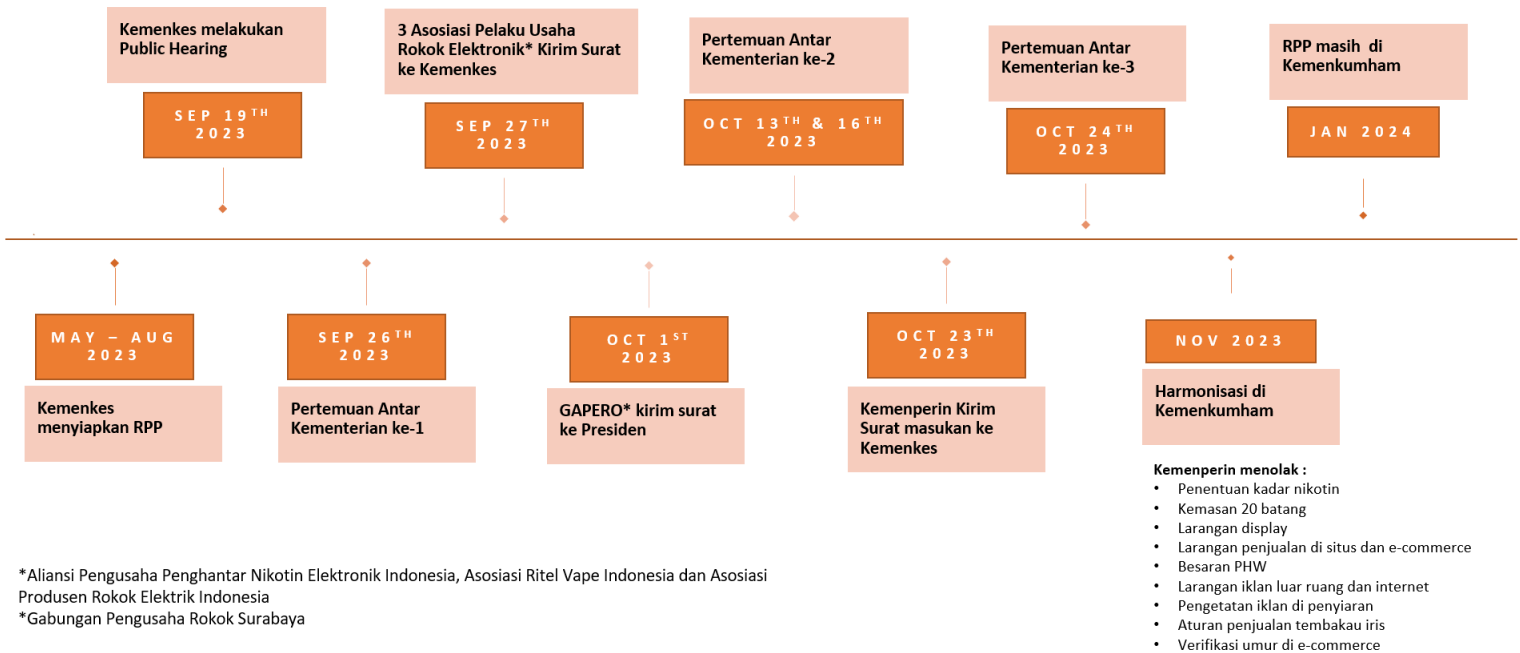 Kemenkes melakukan
Public Hearing
SEP 19TH
2023
3 Asosiasi Pelaku Usaha
Rokok Elektronik* Kirim Surat
ke Kemenkes
SEP 27TH
2023
Pertemuan Antar
Kementerian ke-2
OCT 13TH & 16TH
2023
Pertemuan Antar
Kementerian ke-3
OCT 24TH
2023
RPP masih di
Kemenkumham
JAN 2024
MAY – AUG
2023
Kemenkes
menyiapkan RPP
SEP 26TH
2023
Pertemuan Antar
Kementerian ke-1
OCT 1ST
2023
GAPERO* kirim surat
ke Presiden
OCT 23TH
2023
Kemenperin Kirim
Surat masukan ke
Kemenkes
NOV 2023
Harmonisasi di
Kemenkumham
Kemenperin menolak :
• Penentuan kadar nikotin
• Kemasan 20 batang
• Larangan display
• Larangan penjualan di situs dan e-commerce
• Besaran PHW
• Larangan iklan luar ruang dan internet
• Pengetatan iklan di penyiaran
• Aturan penjualan tembakau iris
• Verifikasi umur di e-commerce
*Aliansi Pengusaha Penghantar Nikotin Elektronik Indonesia, Asosiasi Ritel Vape Indonesia dan Asosiasi
Produsen Rokok Elektrik Indonesia
*Gabungan Pengusaha Rokok Surabaya